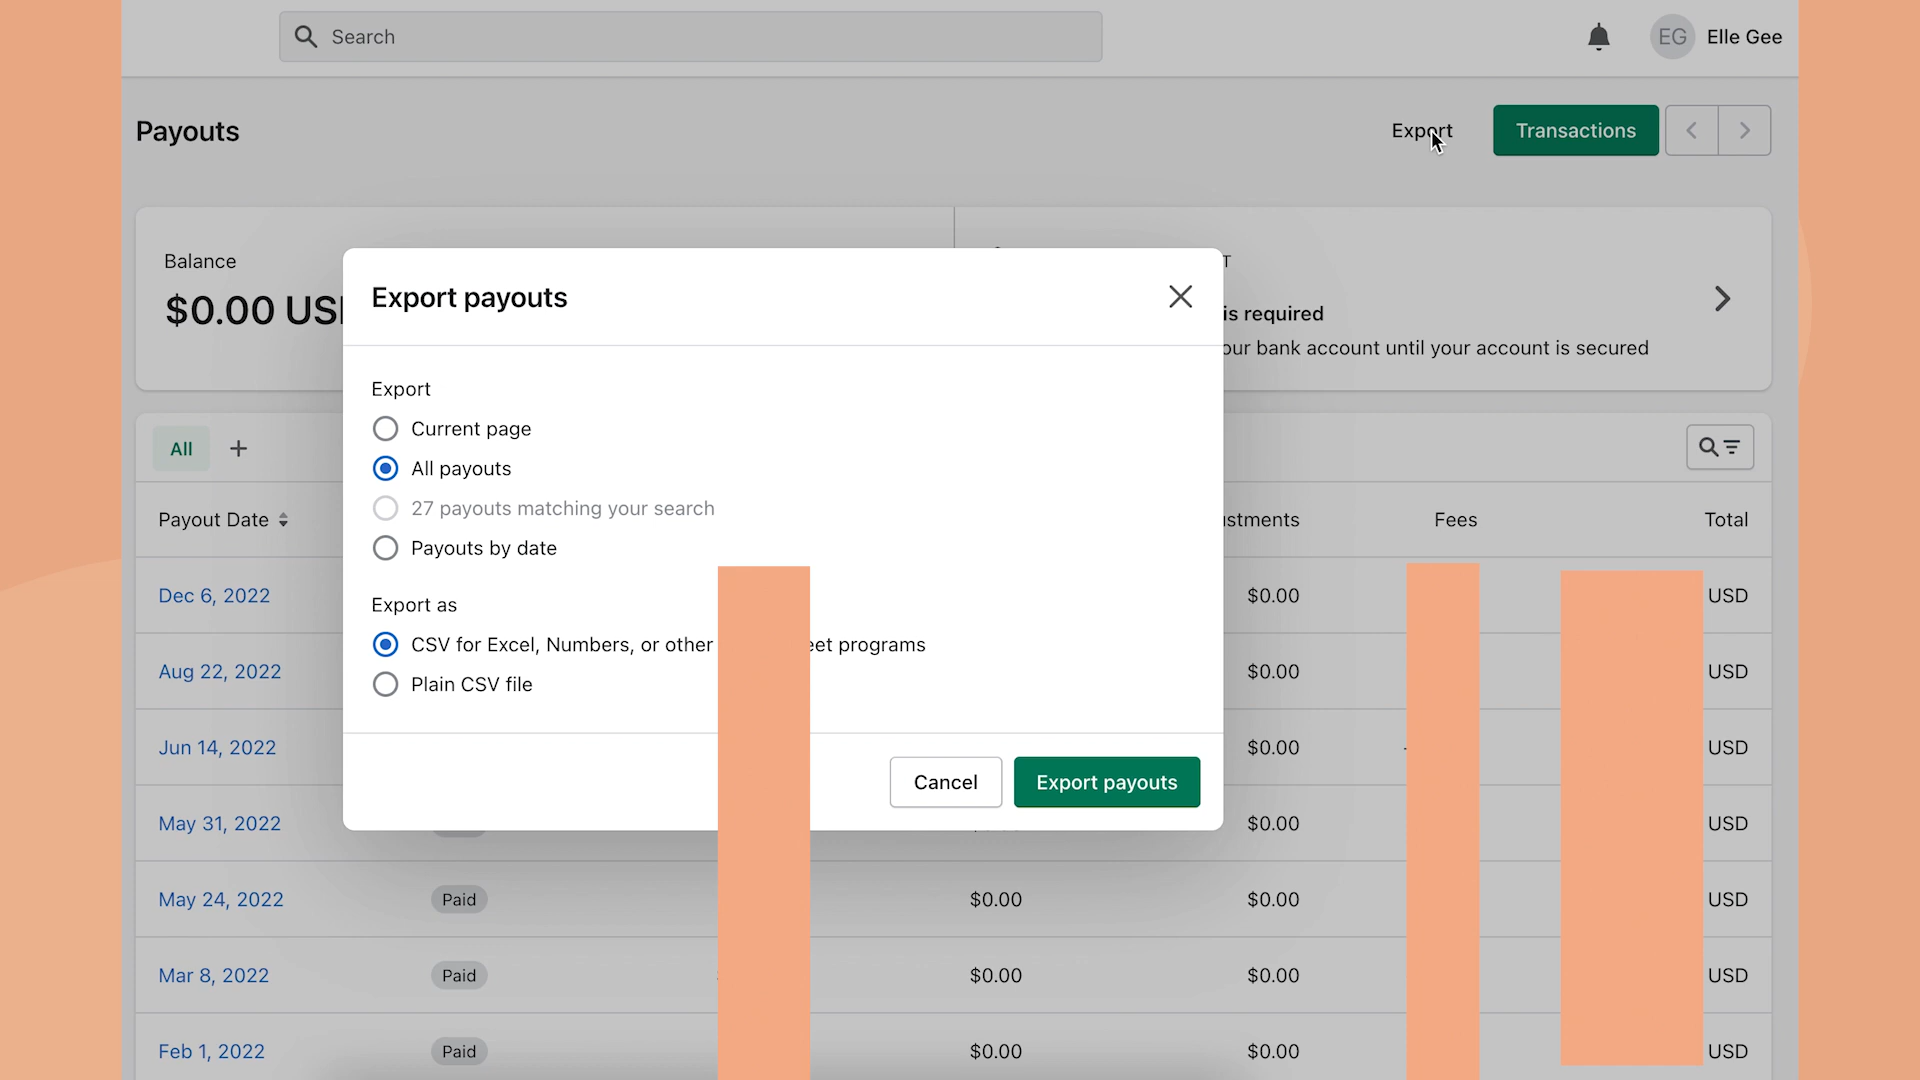 Search
EG Elle Gee
Payouts
Export
Transactions
Balance
$0.00
Export payouts
is required
bank account until your account is secured
Export
Current page
All payouts
27 payouts matching your search
Payouts by date
Export as
CSV for Excel, Numbers, or other programs
Plain CSV file
Cancel
Export payouts
All +
Payout Date Fees Total
Dec 6, 2022 $0.00 USD
Aug 22, 2022 $0.00 USD
Jun 14, 2022 $0.00 USD
May 31, 2022 $0.00 USD
May 24, 2022 Paid $0.00 $0.00 USD
Mar 8, 2022 Paid $0.00 $0.00 USD
Feb 1, 2022 Paid $0.00 $0.00 USD